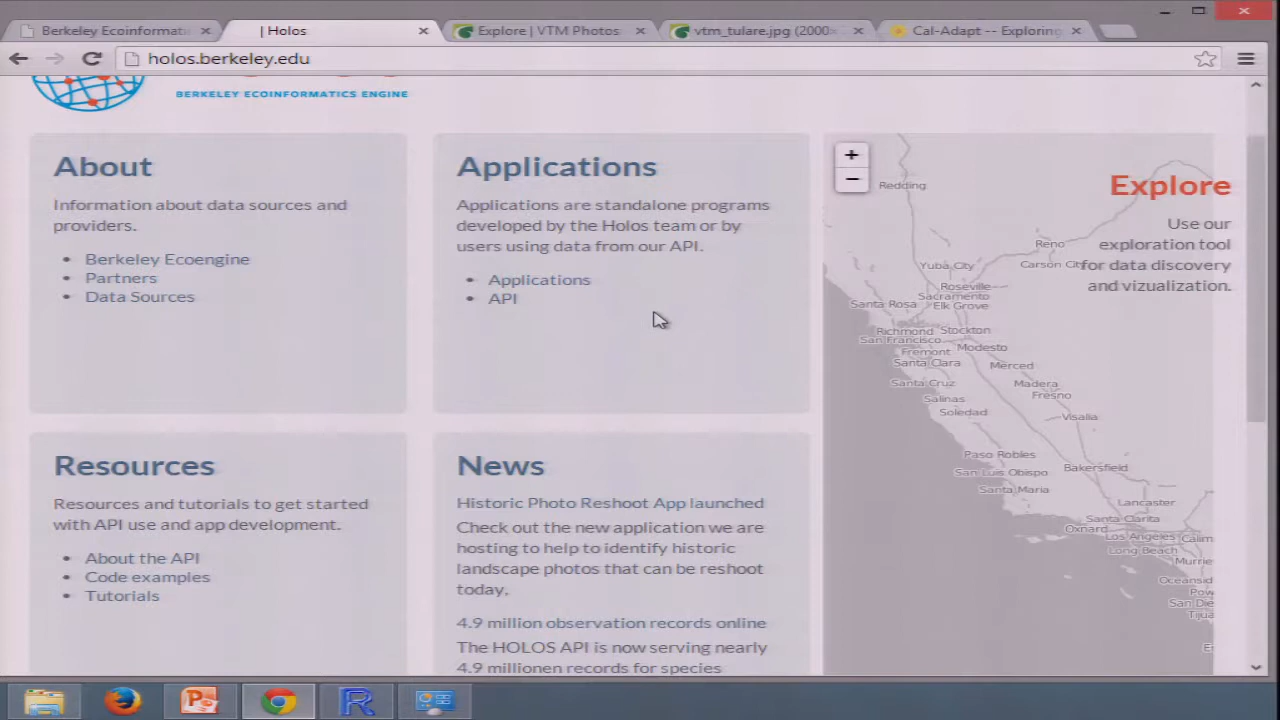 Berkeley Ecoinformati
| Holos
Explore | VTM Photos
vtm_tulare.jpg (2000×
Cal-Adapt -- Exploring
holos.berkeley.edu
BERKELEY ECOINFORMATICS ENGINE
About
Information about data sources and
providers.
Berkeley Ecoengine
Partners
Data Sources
Applications
Applications are standalone programs
developed by the Holos team or by
users using data from our API.
Applications
API
Resources
Resources and tutorials to get started
with API use and app development.
About the API
Code examples
Tutorials
News
Historic Photo Reshoot App launched
Check out the new application we are
hosting to help to identify historic
landscape photos that can be reshoot
today.
4.9 million observation records online
The HOLOS API is now serving nearly
4.9 millionen records for species
+
−
Explore
Use our
exploration tool
for data discovery
and vizualization.
Redding
Reno
Yuba City
Carson Cit
Roseville
Sacramento
Santa Rosa
Elk Grove
Richmond
Stockton
San Francisco
Modesto
Fremont
Santa Clara
Merced
Santa Cruz
Madera
Fresno
Salinas
Soledad
Visalia
Paso Robles
San Luis Obispo
Bakersfield
Santa Maria
Lancaster
Santa Clarita
Oxnard
Los Angeles
Calim
Long Beach
Murrie
Oceansid
Pow
San Die
Tijua
E